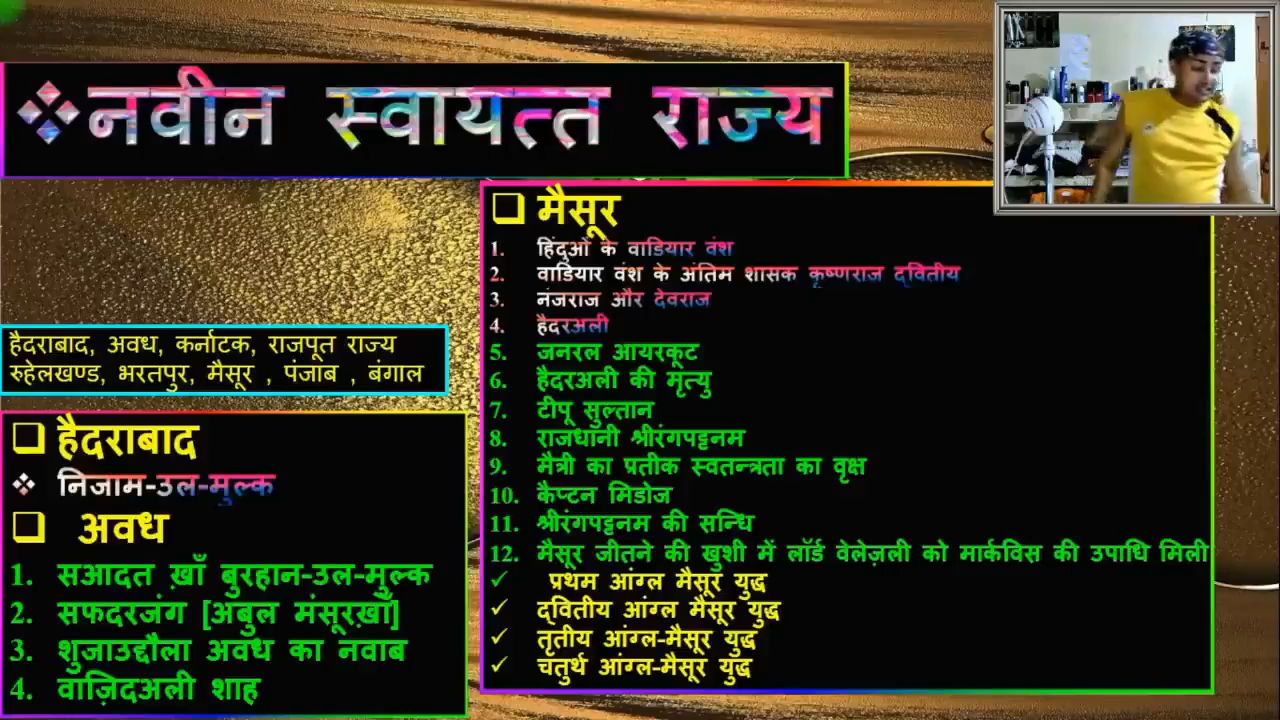 ❖नवीन स्वायत्त राज्य
हैदराबाद, अवध, कर्नाटक, राजपूत राज्य
रुहेलखण्ड, भरतपुर, मैसूर , पंजाब , बंगाल
❑ हैदराबाद
❖ निजाम-उल-मुल्क
❑ अवध
1. सआदत ख़ाँ बुरहान-उल-मुल्क
2. सफदरजंग [अबुल मंसूरख़ाँ]
3. शुजाउद्दौला अवध का नवाब
4. वाज़िदअली शाह
❑ मैसूर
1. हिंदुओं के वाडियार वंश
2. वाडियार वंश के अंतिम शासक कृष्णराज द्वितीय
3. नंजराज और देवराज
4. हैदरअली
5. जनरल आयरकूट
6. हैदरअली की मृत्यु
7. टीपू सुल्तान
8. राजधानी श्रीरंगपट्टनम
9. मैत्री का प्रतीक स्वतन्त्रता का वृक्ष
10. कैप्टन मिडोज
11. श्रीरंगपट्टनम की सन्धि
12. मैसूर जीतने की खुशी में लॉर्ड वेलेज़ली को मार्कविस़ की उपाधि मिली
✓ प्रथम आंग्ल मैसूर युद्ध
✓ द्वितीय आंग्ल मैसूर युद्ध
✓ तृतीय आंग्ल-मैसूर युद्ध
✓ चतुर्थ आंग्ल-मैसूर युद्ध